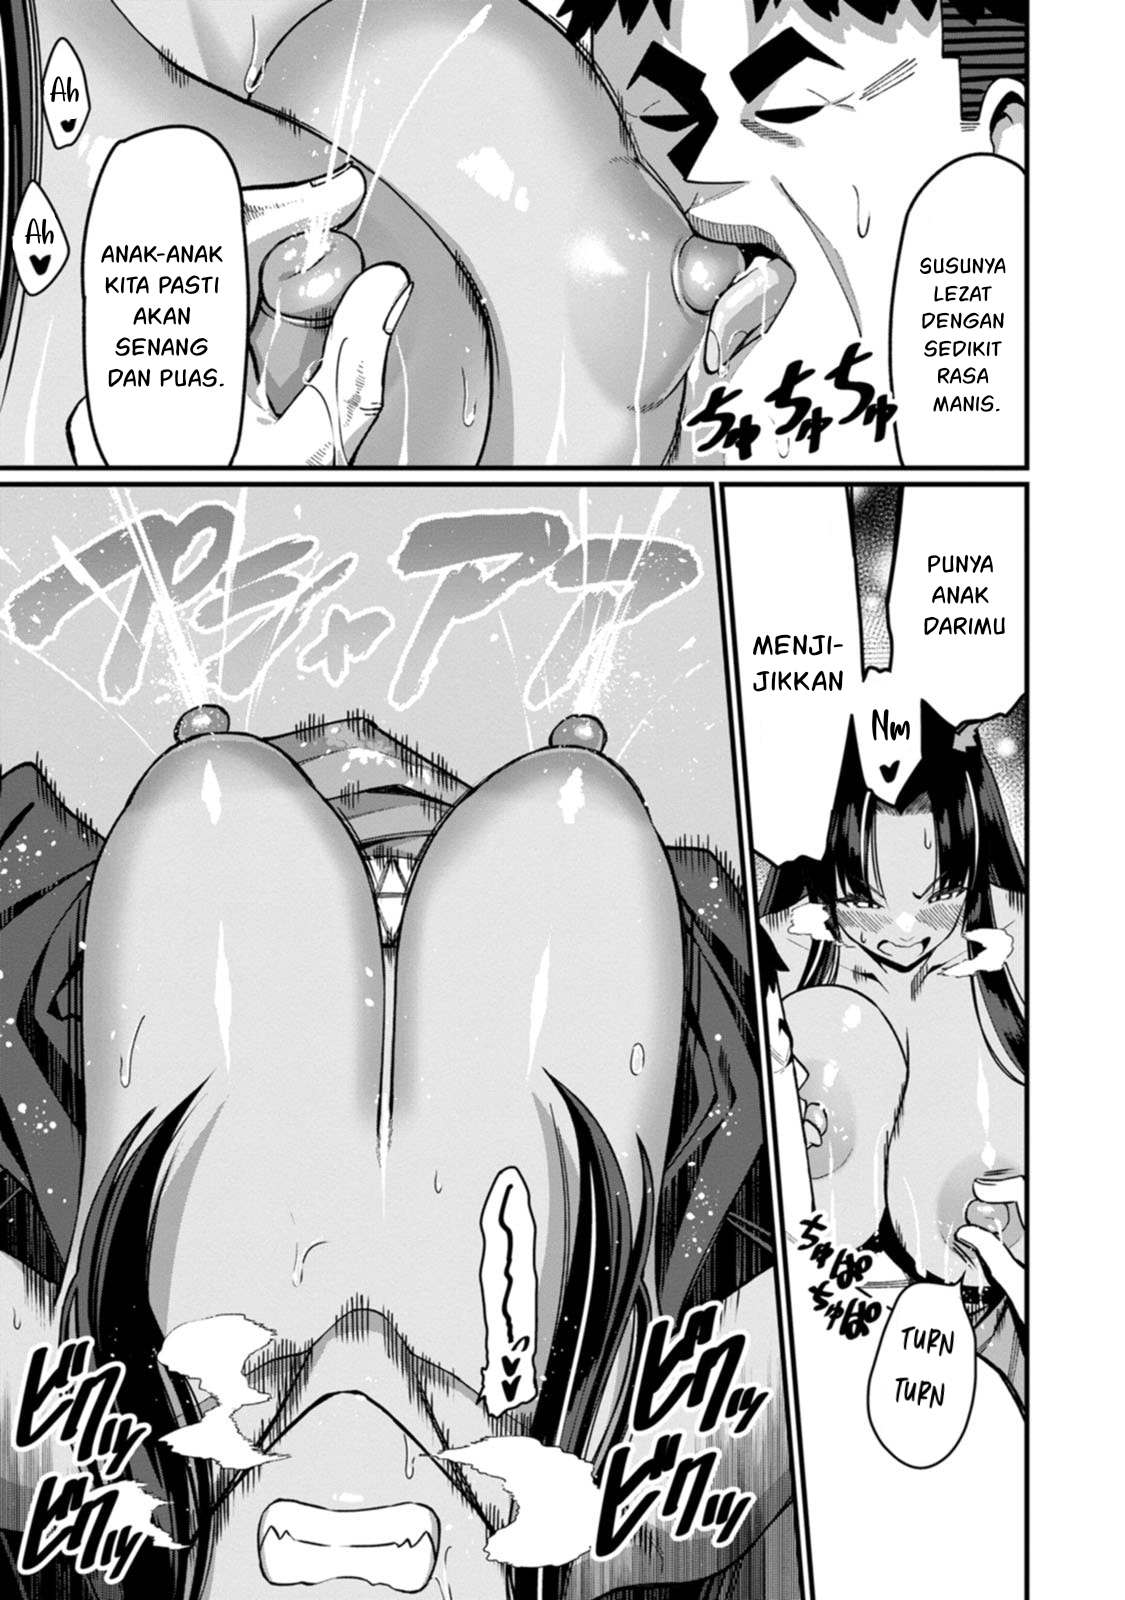 SUSUNYA
LEZAT
DENGAN
SEDIKIT
RASA
MANIS.
ちゅ ちゅ ちゅ
ANAK-ANAK
KITA PASTI
AKAN
SENANG
DAN PUAS.
Ah
Ah
PUNYA
ANAK
DARIMU
MENJI-
JIKKAN
Nm
ちゅぱ
ちゅぱ
TURN
TURN
プシャアァ
ビクッ
ビクッ
ビクッ
ビクッ